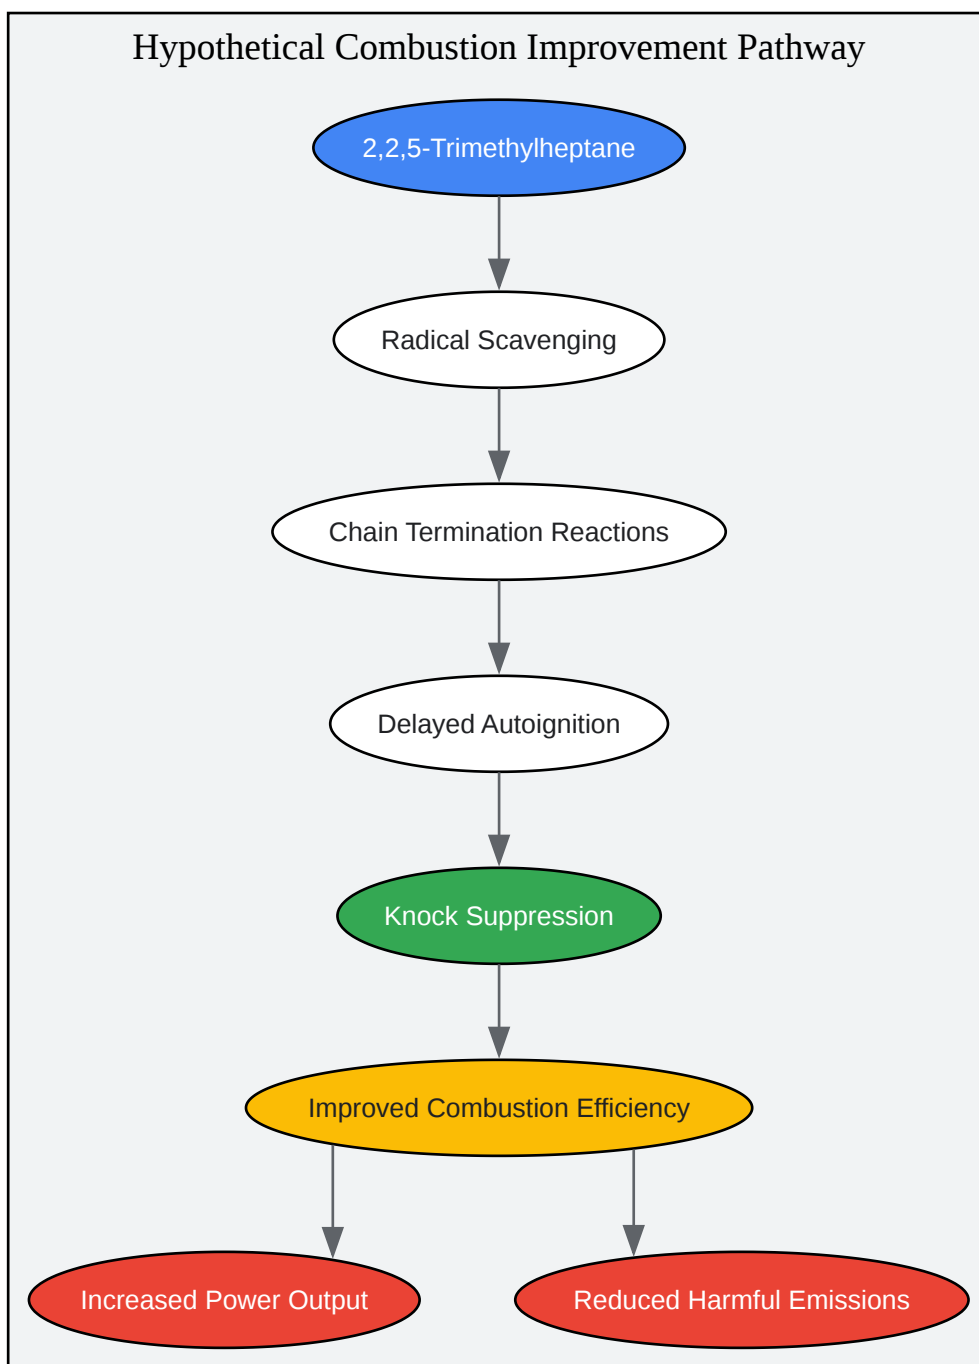 Hypothetical Combustion Improvement Pathway
2,2,5-Trimethylheptane
Radical Scavenging
Chain Termination Reactions
Delayed Autoignition
Knock Suppression
Improved Combustion Efficiency
Increased Power Output
Reduced Harmful Emissions